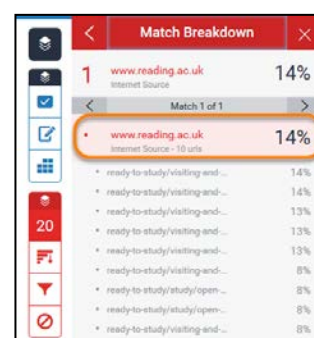 Match Breakdown
1 www.reading.ac.uk 14%
Internet Source
Match 1 of 1
www.reading.ac.uk 14%
Internet Source - 10 urls
ready-to-study/visiting-and-... 14%
ready-to-study/visiting-and-... 14%
ready-to-study/visiting-and-... 13%
ready-to-study/visiting-and-... 13%
ready-to-study/visiting-and-... 13%
ready-to-study/visiting-and-... 8%
ready-to-study/study/open-... 8%
ready-to-study/study/open-... 8%
ready-to-study/visiting-and-... 8%
20